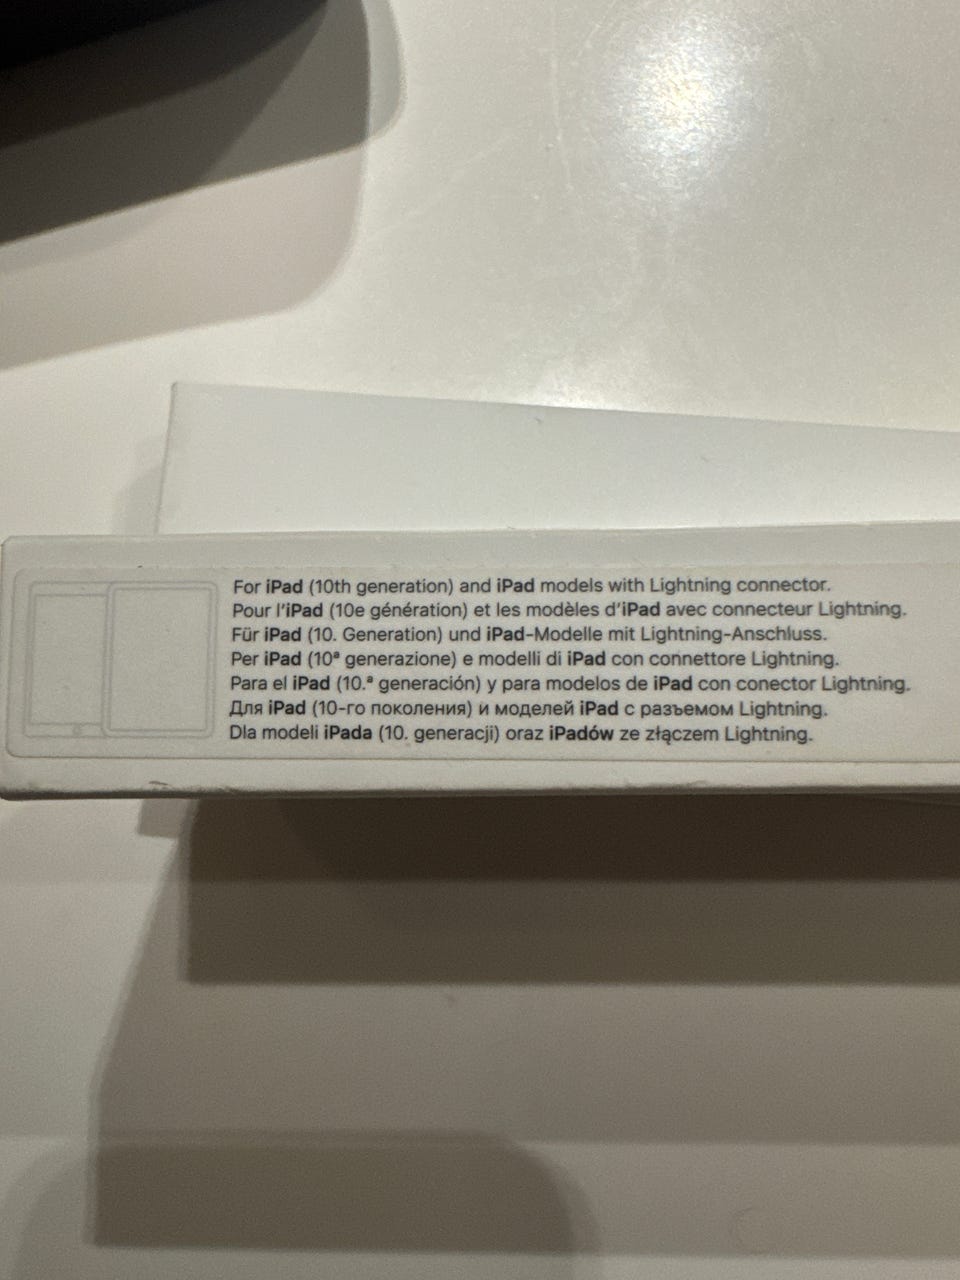 For iPad (10th generation) and iPad models with Lightning connector.
Pour l'iPad (10e génération) et les modèles d'iPad avec connecteur Lightning.
Für iPad (10. Generation) und iPad-Modelle mit Lightning-Anschluss.
Per iPad (10ª generazione) e modelli di iPad con connettore Lightning.
Para el iPad (10.ª generación) y para modelos de iPad con conector Lightning.
Для iPad (10-го поколения) и моделей iPad с разъемом Lightning.
Dla modeli iPada (10. generacji) oraz iPadów ze złączem Lightning.